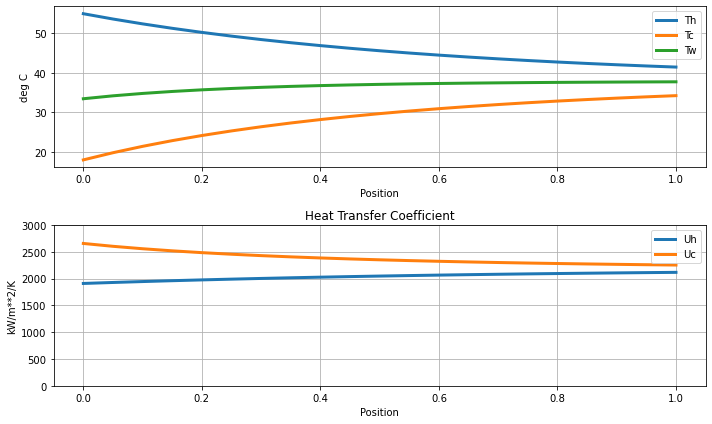 50
40
30
20
deg C
Th
Tc
Tw
0.0 0.2 0.4 0.6 0.8 1.0
Position
Heat Transfer Coefficient
3000
2500
2000
1500
1000
500
0
kW/m**2/K
Uh
Uc
0.0 0.2 0.4 0.6 0.8 1.0
Position